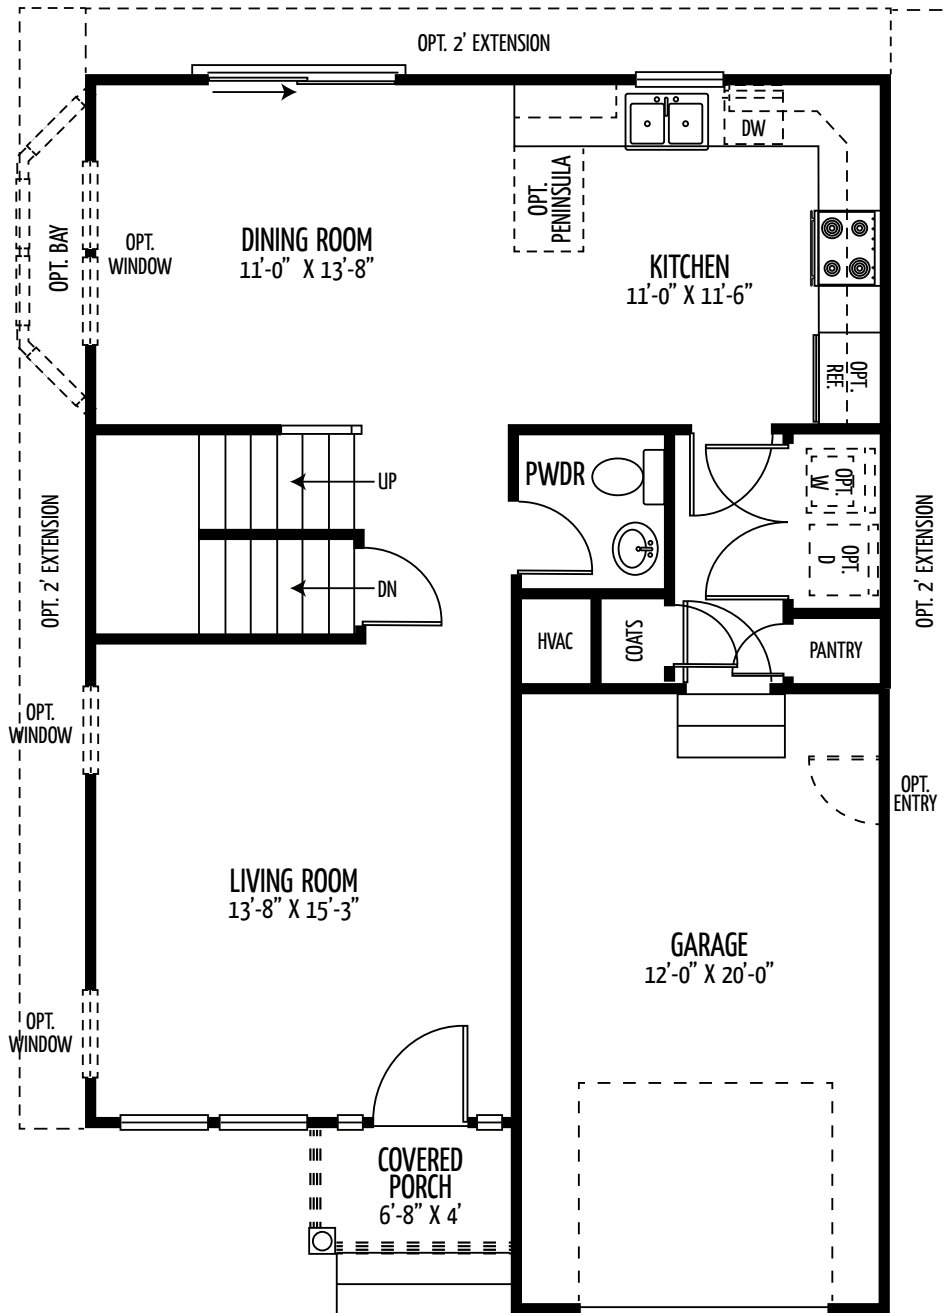 OPT. 2' EXTENSION
DW
OPT.
PENINSULA
OPT. BAY
OPT.
WINDOW
DINING ROOM
11'-0" X 13'-8"
KITCHEN
11'-0" X 11'-6"
OPT.
REF.
UP
PWDR
OPT.
W
OPT. 2' EXTENSION
OPT. 2' EXTENSION
DN
OPT.
D
HVAC
COATS
PANTRY
OPT.
WINDOW
OPT.
ENTRY
LIVING ROOM
13'-8" X 15'-3"
GARAGE
12'-0" X 20'-0"
OPT.
WINDOW
COVERED
PORCH
6'-8" X 4'